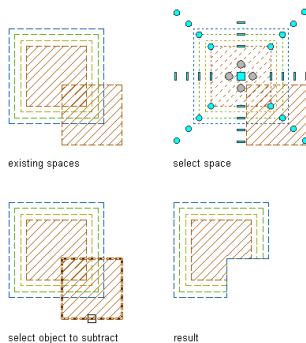 existing spaces
select space
select object to subtract
result